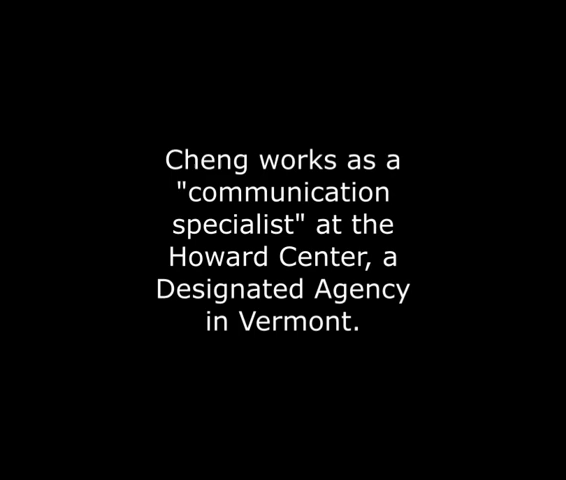 Cheng works as a
"communication
specialist" at the
Howard Center, a
Designated Agency
in Vermont.